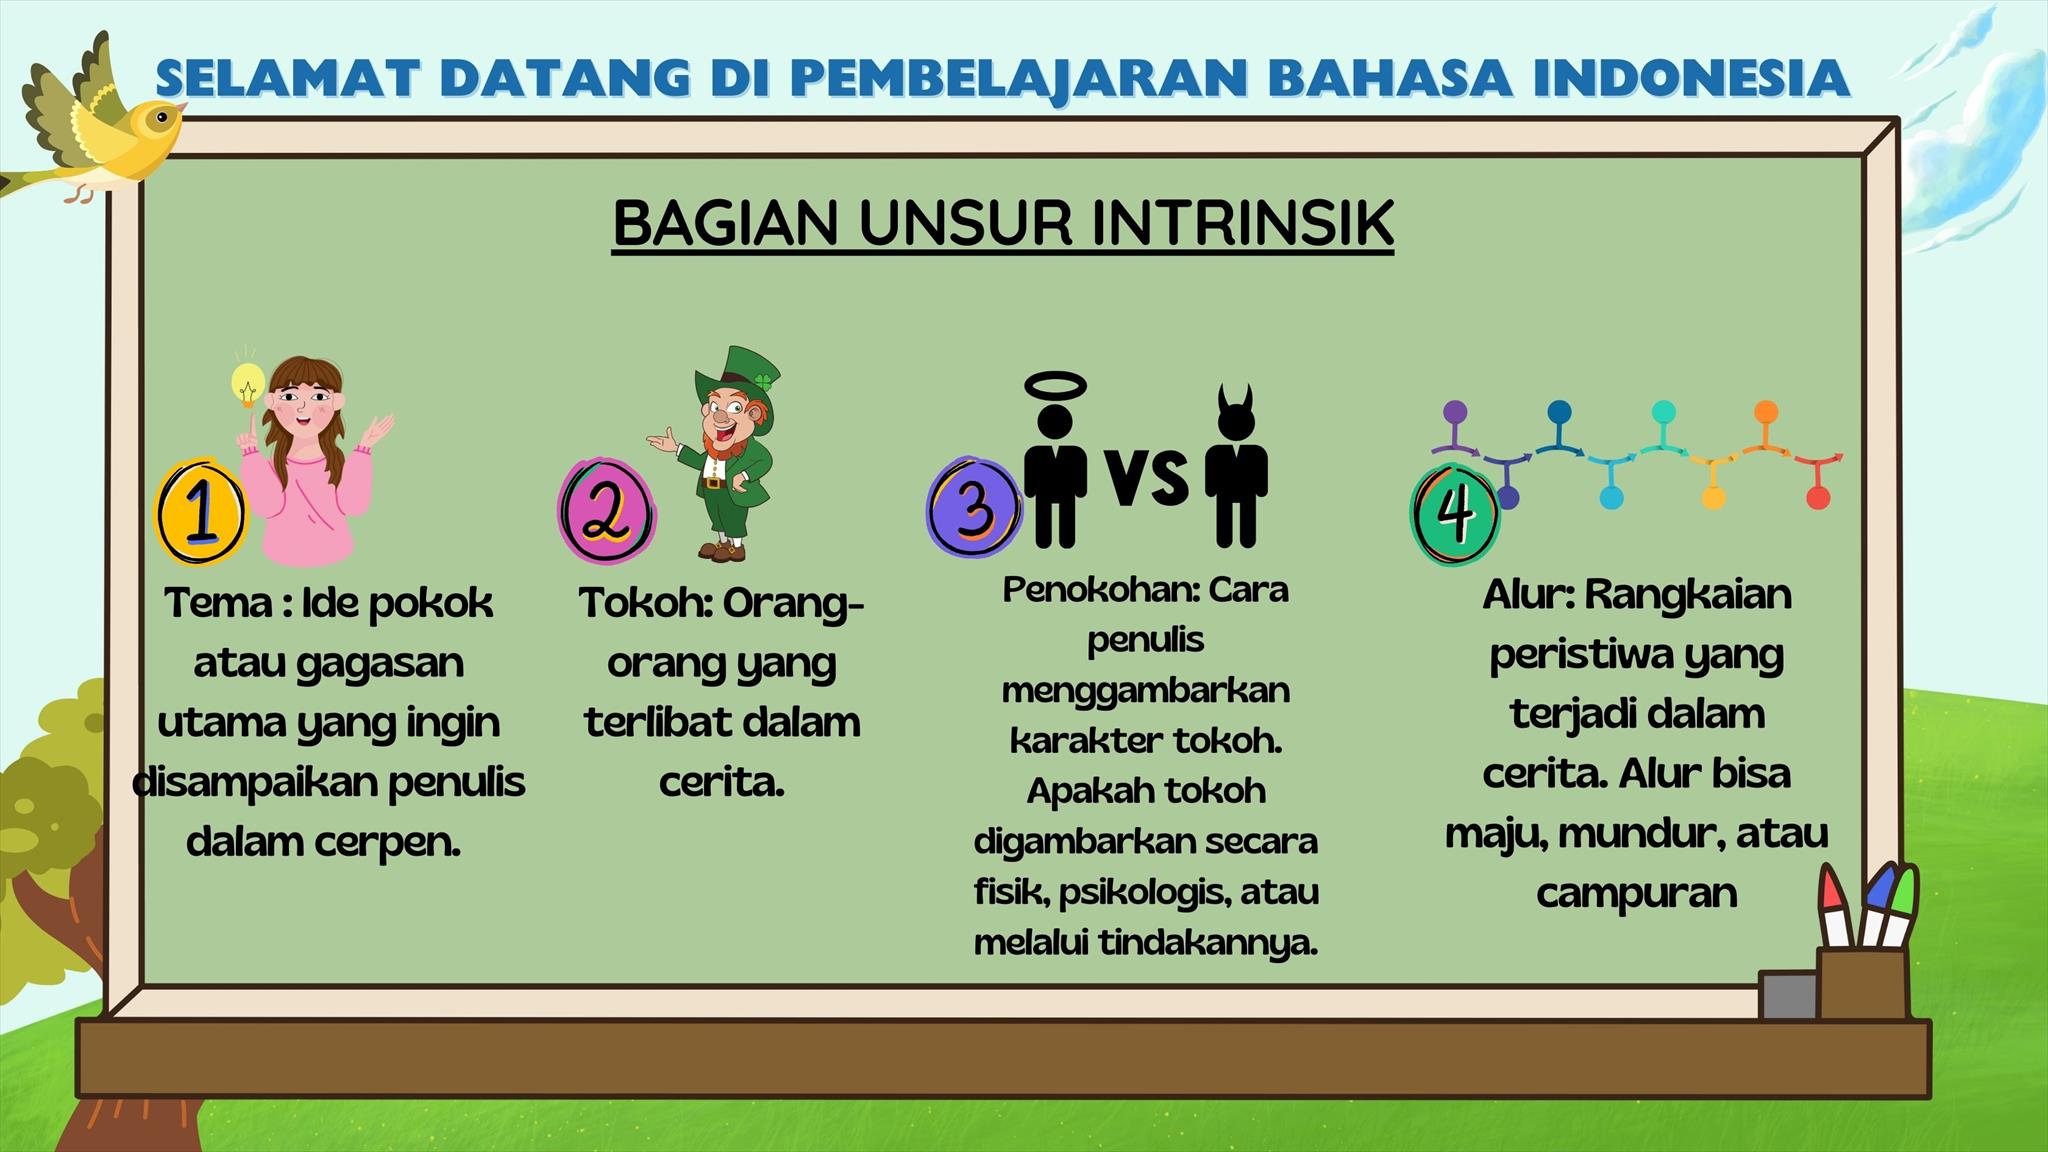 SELAMAT DATANG DI PEMBELAJARAN BAHASA INDONESIA
BAGIAN UNSUR INTRINSIK
1
Tema : Ide pokok
atau gagasan
utama yang ingin
disampaikan penulis
dalam cerpen.
2
Tokoh: Orang-
orang yang
terlibat dalam
cerita.
3
VS
Penokohan: Cara
penulis
menggambarkan
karakter tokoh.
Apakah tokoh
digambarkan secara
fisik, psikologis, atau
melalui tindakannya.
4
Alur: Rangkaian
peristiwa yang
terjadi dalam
cerita. Alur bisa
maju, mundur, atau
campuran